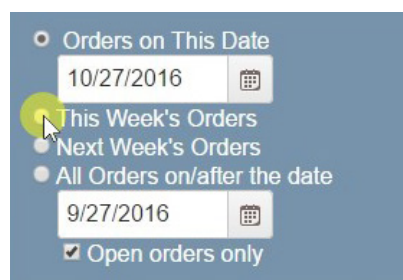 Orders on This Date
10/27/2016
This Week's Orders
Next Week's Orders
All Orders on/after the date
9/27/2016
Open orders only